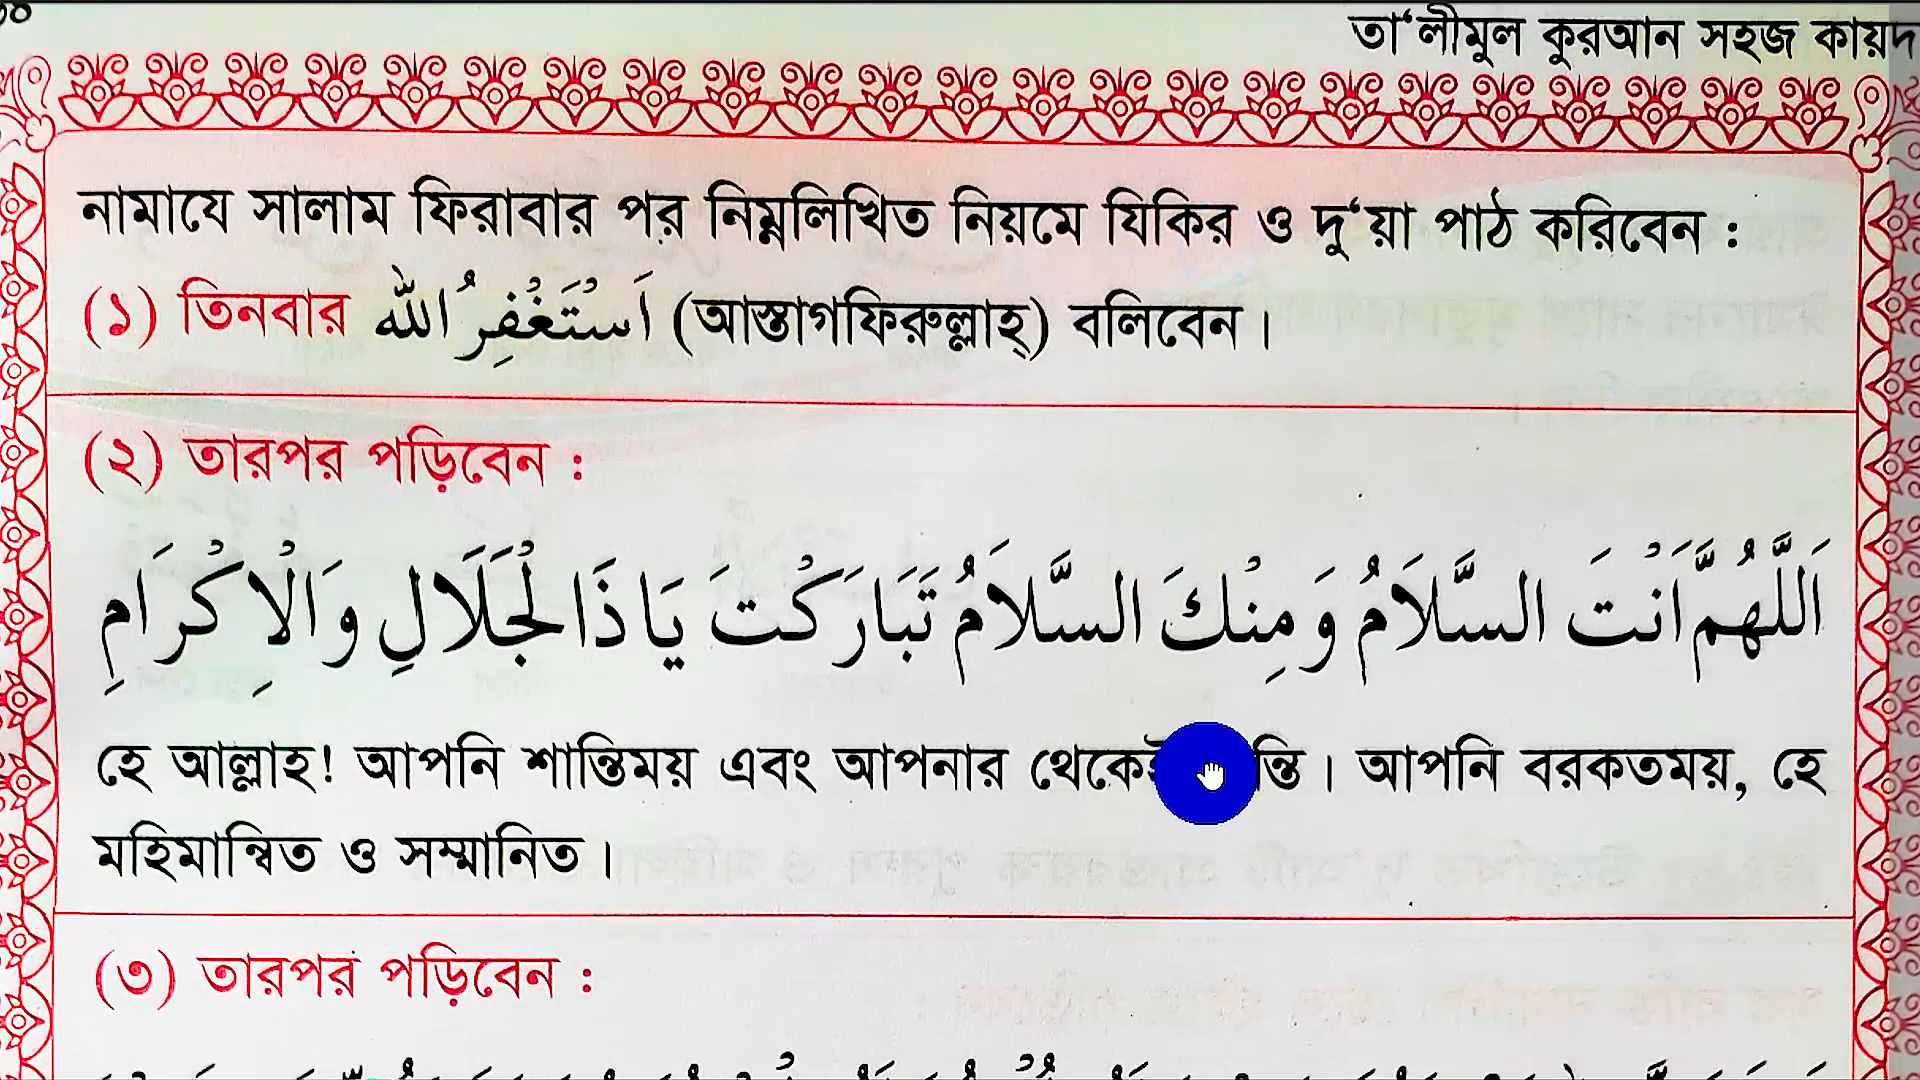 তা‘লীমুল কুরআন সহজ কায়দ
নামাযে সালাম ফিরাবার পর নিম্নলিখিত নিয়মে যিকির ও দু‘য়া পাঠ করিবেন :
(১) তিনবার اَسْتَغْفِرُ اللّٰه (আস্তাগফিরুল্লাহ্) বলিবেন।
(২) তারপর পড়িবেন :
اَللّٰهُمَّ اَنْتَ السَّلَامُ وَمِنْكَ السَّلَامُ تَبَارَكْتَ يَا ذَا الْجَلَالِ وَالْاِكْرَامِ
হে আল্লাহ! আপনি শান্তিময় এবং আপনার আপনি বরকতময়, হে
মহিমান্বিত ও সম্মানিত।
(৩) তারপর পড়িবেন :